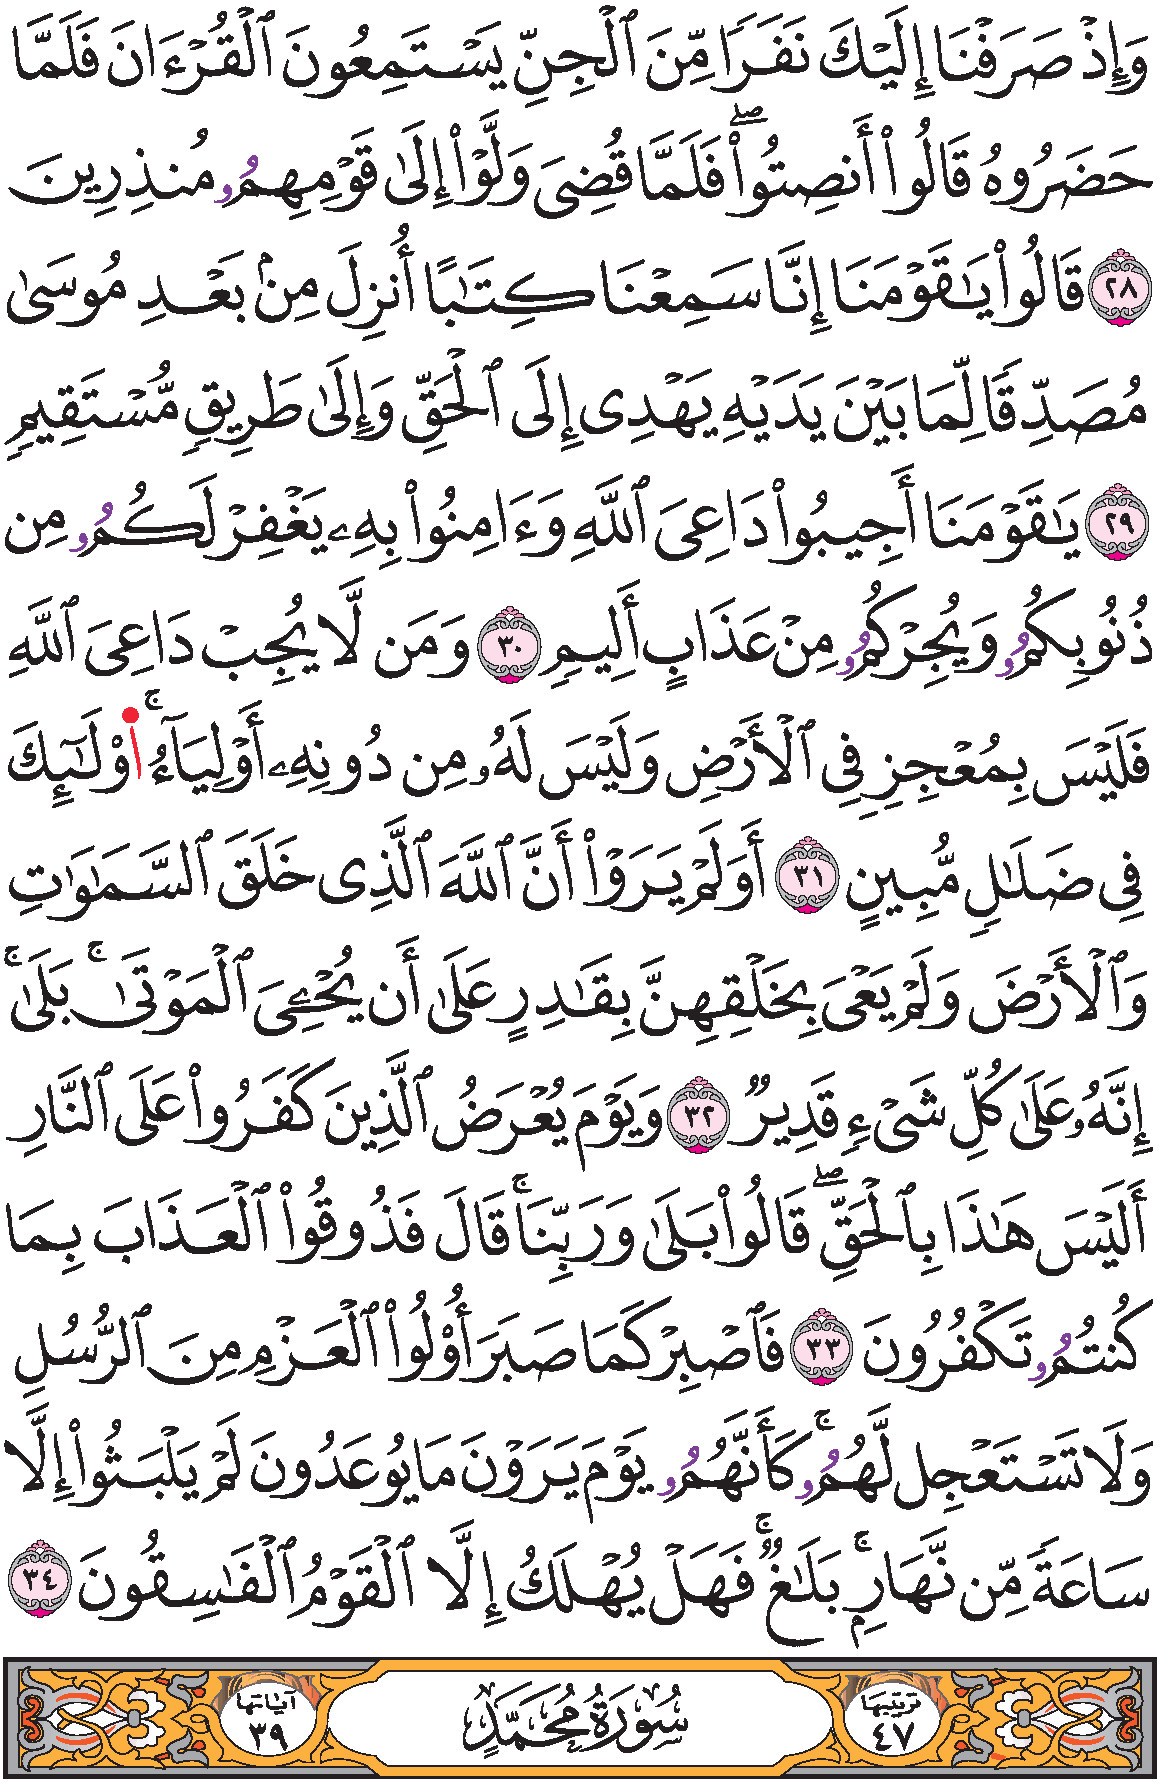 وَإِذۡ صَرَفۡنَا إِلَيۡكَ نَفَرٗا مِّنَ ٱلۡجِنِّ يَسۡتَمِعُونَ ٱلۡقُرۡءَانَ فَلَمَّا
حَضَرُوهُ قَالُواْ أَنصِتُواْۖ فَلَمَّا قُضِيَ وَلَّوۡاْ إِلَىٰ قَوۡمِهِمُۥ مُنذِرِينَ
٢٨ قَالُواْ يَٰقَوۡمَنَا إِنَّا سَمِعۡنَا كِتَٰبًا أُنزِلَ مِنۢ بَعۡدِ مُوسَىٰ
مُصَدِّقٗا لِّمَا بَيۡنَ يَدَيۡهِ يَهۡدِي إِلَى ٱلۡحَقِّ وَإِلَىٰ طَرِيقٖ مُّسۡتَقِيمٖ
٢٩ يَٰقَوۡمَنَا أَجِيبُواْ دَاعِيَ ٱللَّهِ وَءَامِنُواْ بِهِۦ يَغۡفِرۡ لَكُمُۥ مِن
ذُنُوبِكُمُۥ وَيُجِرۡكُمُۥ مِنۡ عَذَابٍ أَلِيمٖ ٣٠ وَمَن لَّا يُجِبۡ دَاعِيَ ٱللَّهِ
فَلَيۡسَ بِمُعۡجِزٖ فِي ٱلۡأَرۡضِ وَلَيۡسَ لَهُۥ مِن دُونِهِۦ أَوۡلِيَآءُۚ ا۟وْلَٰٓئِكَ
فِي ضَلَٰلٖ مُّبِينٍ ٣١ أَوَلَمۡ يَرَوۡاْ أَنَّ ٱللَّهَ ٱلَّذِي خَلَقَ ٱلسَّمَٰوَٰتِ
وَٱلۡأَرۡضَ وَلَمۡ يَعۡيَ بِخَلۡقِهِنَّ بِقَٰدِرٍ عَلَىٰ أَن يُحۡـِۧيَ ٱلۡمَوۡتَىٰۚ بَلَىٰۚ
إِنَّهُۥ عَلَىٰ كُلِّ شَيۡءٖ قَدِيرٞ ٣٢ وَيَوۡمَ يُعۡرَضُ ٱلَّذِينَ كَفَرُواْ عَلَى ٱلنَّارِ
أَلَيۡسَ هَٰذَا بِٱلۡحَقِّۖ قَالُواْ بَلَىٰ وَرَبِّنَاۚ قَالَ فَذُوقُواْ ٱلۡعَذَابَ بِمَا
كُنتُمُۥ تَكۡفُرُونَ ٣٣ فَٱصۡبِرۡ كَمَا صَبَرَ أُوْلُواْ ٱلۡعَزۡمِ مِنَ ٱلرُّسُلِ
وَلَا تَسۡتَعۡجِل لَّهُمُۥۚ كَأَنَّهُمُۥ يَوۡمَ يَرَوۡنَ مَا يُوعَدُونَ لَمۡ يَلۡبَثُواْ إِلَّا
سَاعَةٗ مِّن نَّهَارِۭۚ بَلَٰغٞۚ فَهَلۡ يُهۡلَكُ إِلَّا ٱلۡقَوۡمُ ٱلۡفَٰسِقُونَ ٣٤
ترتيبها ٤٧ سُورَةُ مُحَمَّدٍ آياتها ٣٩